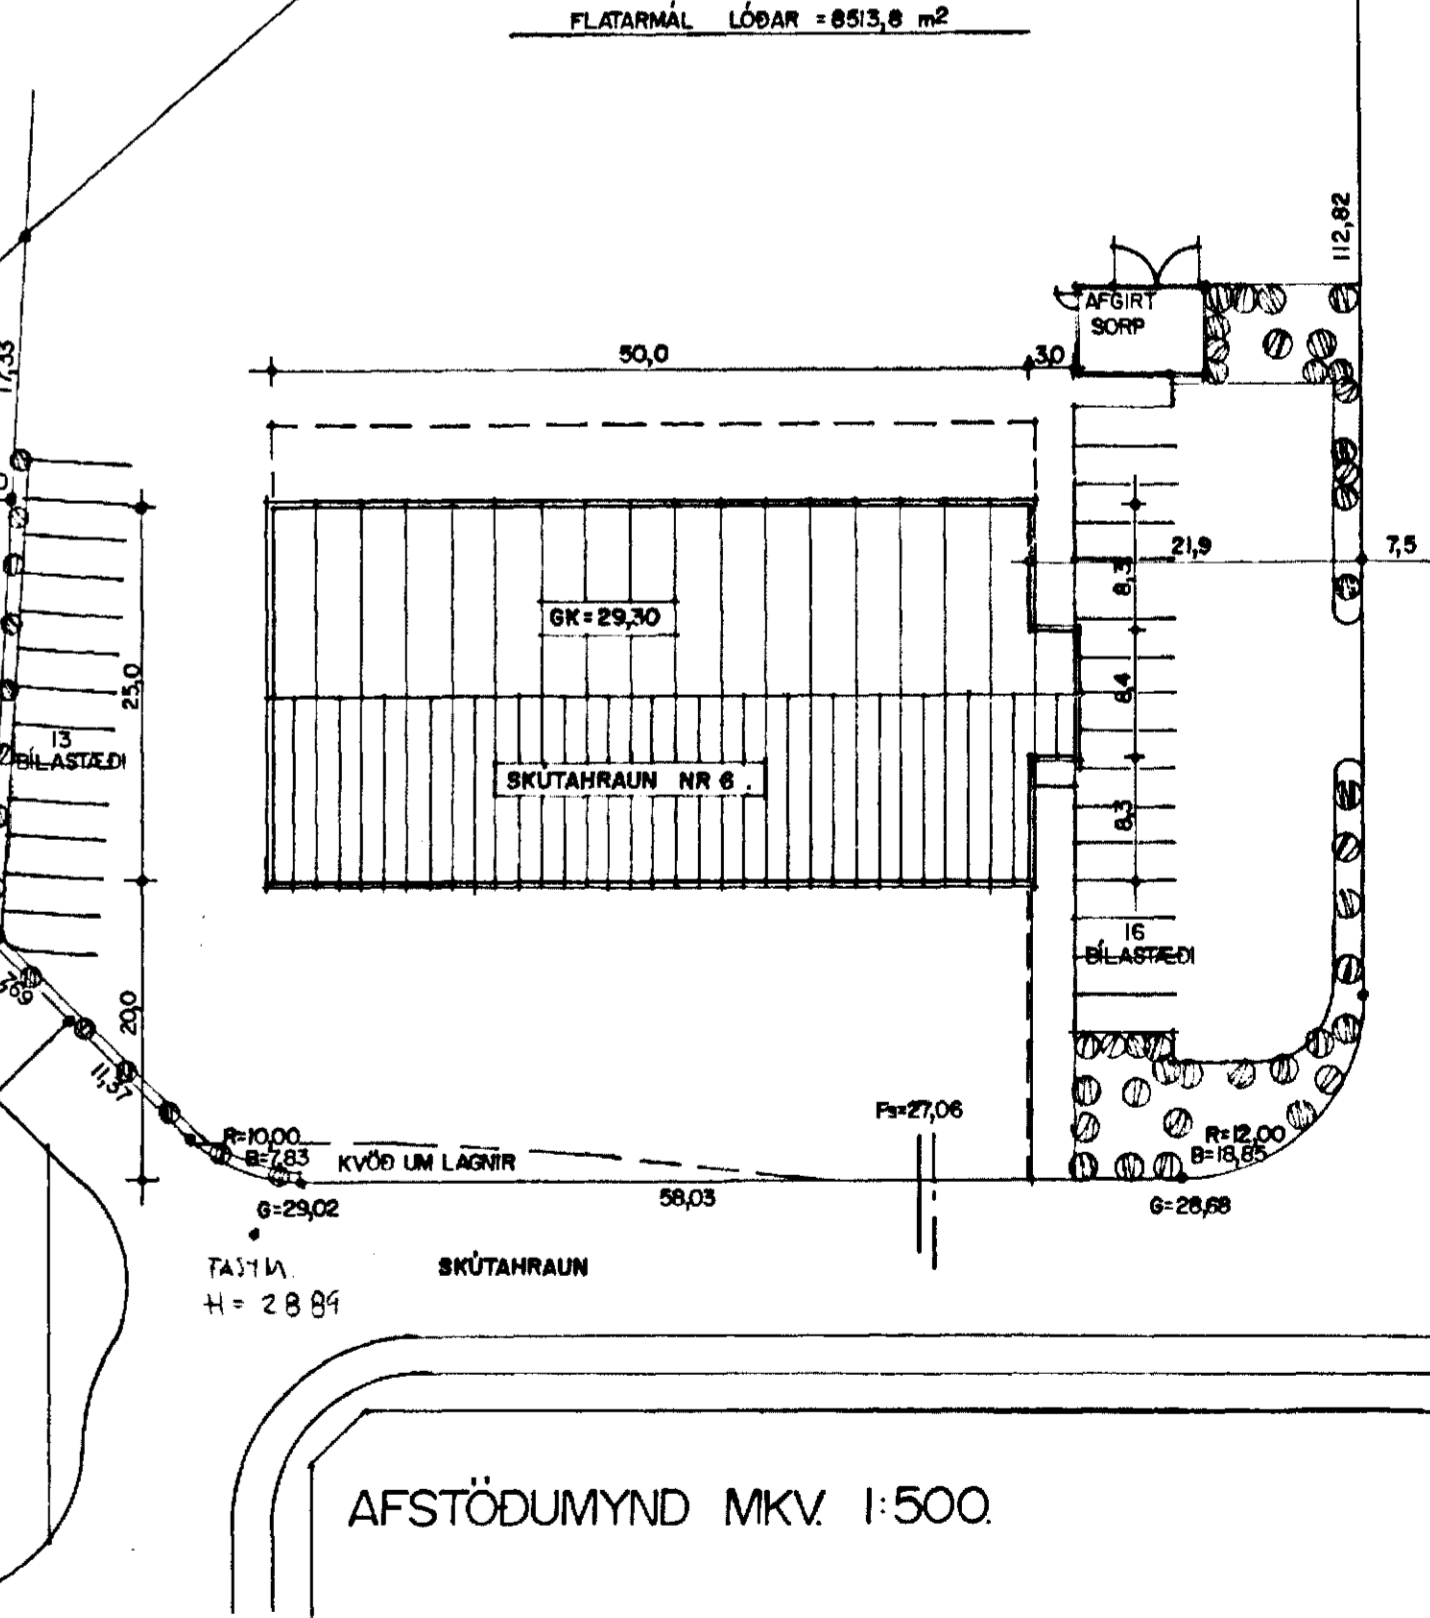 FLATARMÁL LÓÐAR = 8513,8 m2
112,82
AFGIRT
SORP
17,33
50,0
3,0
21,9
7,5
8,3
GK = 29,30
25,0
8,4
13
BÍLASTÆÐI
SKÚTAHRAUN NR 6.
8,3
16
BÍLASTÆÐI
20,0
11,37
Fs=27,06
R=10,00
B=7,83
KVÖÐ UM LAGNIR
R=12,00
B=18,85
58,03
G=29,02
G=28,68
SKÚTAHRAUN
H = 28 89
AFSTÖÐUMYND MKV. 1:500.